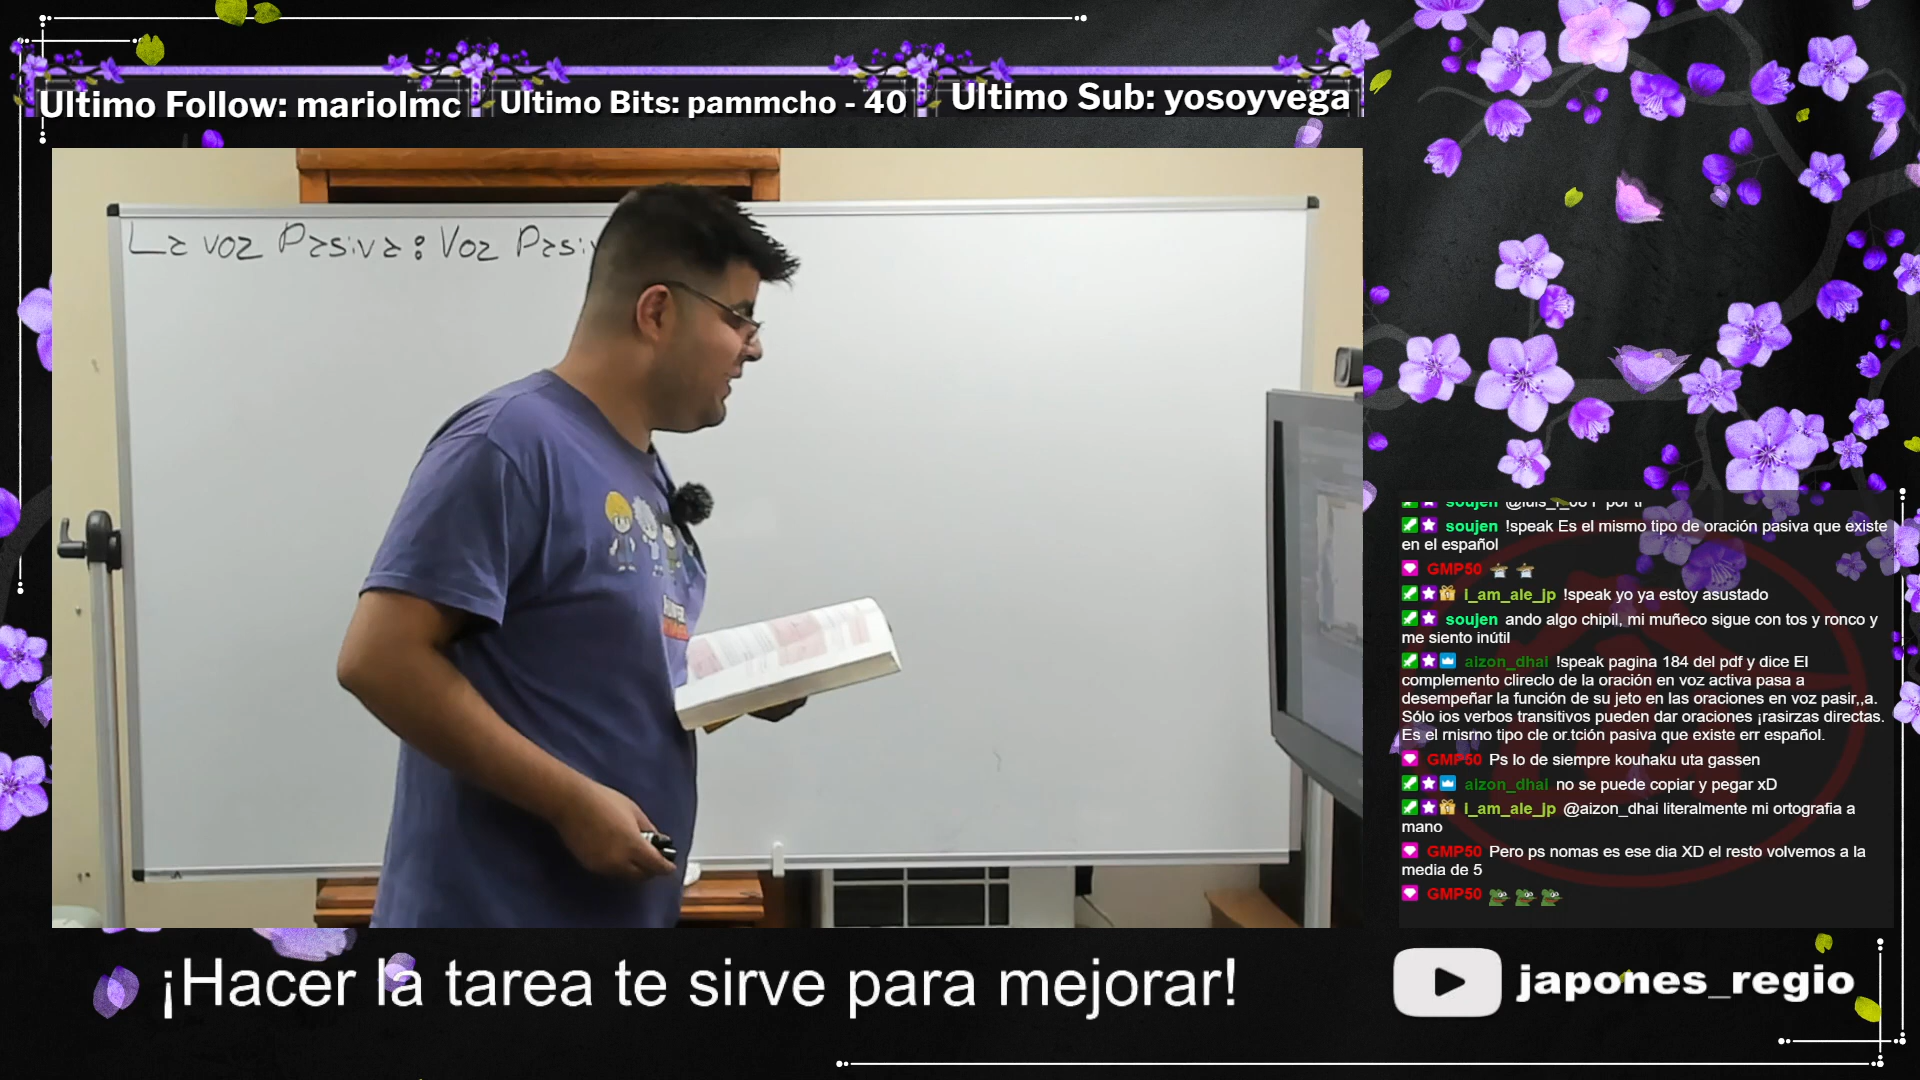 Ultimo Follow: mariolmc
Ultimo Bits: pammcho - 40
Ultimo Sub: yosoyvega
La voz Pasiva: Voz Pasi
soujen
soujen !speak Es el mismo tipo de oración pasiva que existe
en el español
GMP50
i_am_ale_jp !speak yo ya estoy asustado
soujen ando algo chipil, mi muñeco sigue con tos y ronco y
me siento inútil
aizon_dhai !speak pagina 184 del pdf y dice El
complemento clireclo de la oración en voz activa pasa a
desempeñar la función de su jeto en las oraciones en voz pasir,,a.
Sólo ios verbos transitivos pueden dar oraciones ¡rasirzas directas.
Es el rnisrno tipo cle or.tción pasiva que existe err español.
GMP50 Ps lo de siempre kouhaku uta gassen
aizon_dhai no se puede copiar y pegar xD
i_am_ale_jp @aizon_dhai literalmente mi ortografia a
mano
GMP50 Pero ps nomas es ese dia XD el resto volvemos a la
media de 5
GMP50
¡Hacer la tarea te sirve para mejorar!
japones_regio